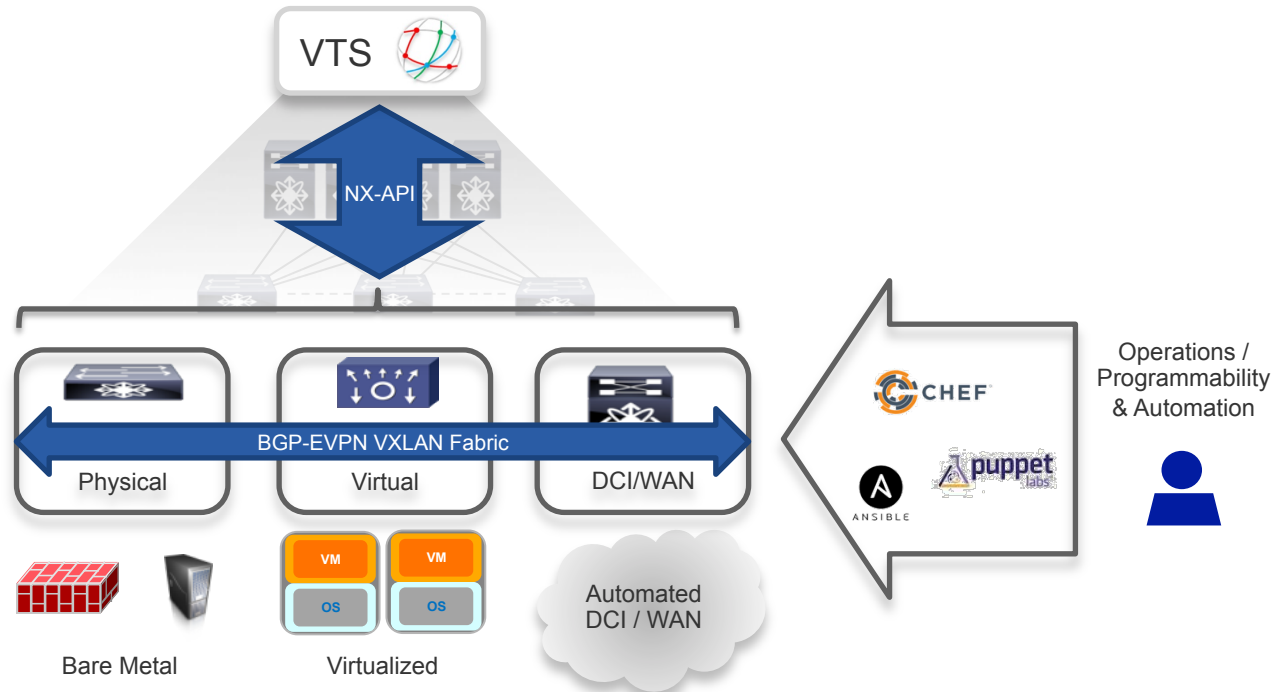 VTS
NX-API
BGP-EVPN VXLAN Fabric
Physical
Virtual
DCI/WAN
VM
VM
OS
OS
Bare Metal
Virtualized
Automated
DCI / WAN
CHEF
puppet
labs
ANSIBLE
Operations /
Programmability
& Automation